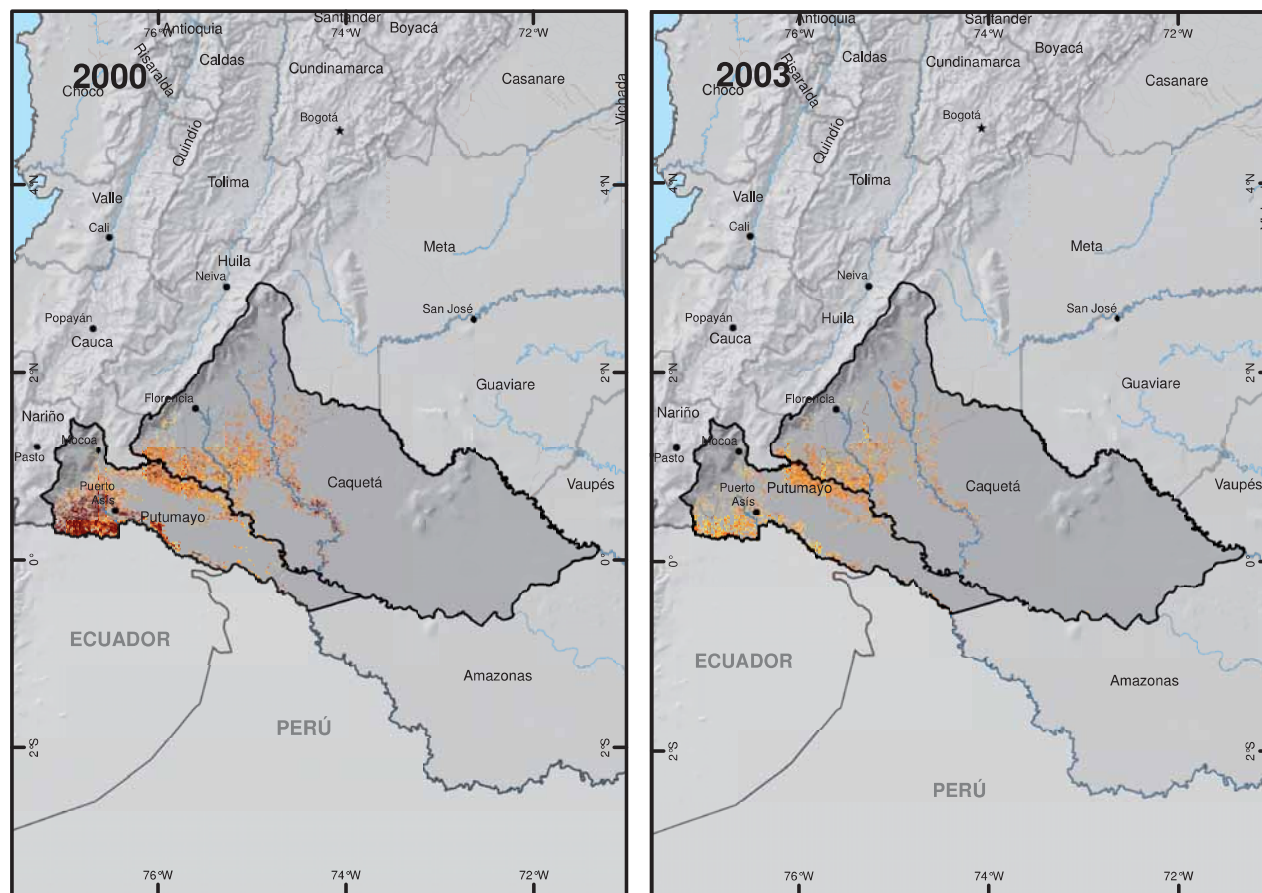 76°W
74°W
72°W
Antioquia
Santander
Boyacá
Risaralda
Caldas
Cundinamarca
Casanare
2000
Choco
Vichada
Bogotá
Quindío
Tolima
4°N
4°N
Valle
Cali
Meta
Huila
Neiva
San José
Popayán
Cauca
2°N
2°N
Guaviare
Florencia
Nariño
Mocoa
Pasto
Caquetá
Vaupés
Puerto
Asís
Putumayo
0°
0°
ECUADOR
Amazonas
PERÚ
2°S
2°S
76°W
74°W
72°W
76°W
74°W
72°W
Antioquia
Santander
Boyacá
Risaralda
Caldas
Cundinamarca
Casanare
2003
Choco
Bogotá
Quindío
Tolima
4°N
4°N
Valle
Cali
Meta
Neiva
Huila
San José
Popayán
Cauca
2°N
2°N
Guaviare
Florencia
Nariño
Mocoa
Pasto
Caquetá
Vaupés
Puerto
Asís
Putumayo
0°
0°
ECUADOR
Amazonas
PERÚ
2°S
2°S
76°W
74°W
72°W